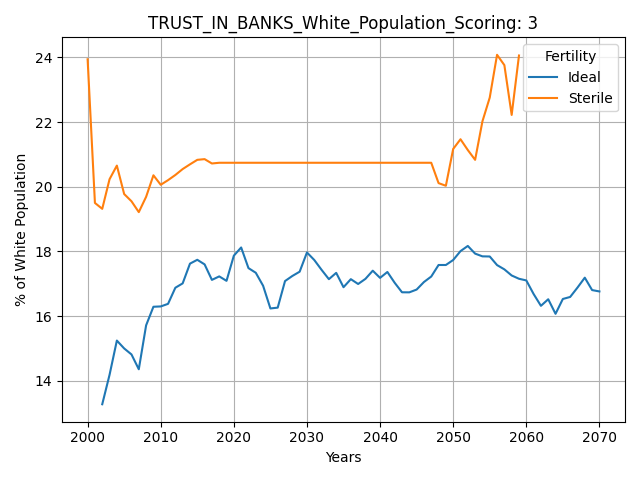 TRUST_IN_BANKS_White_Population_Scoring: 3
Fertility
Ideal
Sterile
% of White Population
24
22
20
18
16
14
2000 2010 2020 2030 2040 2050 2060 2070
Years